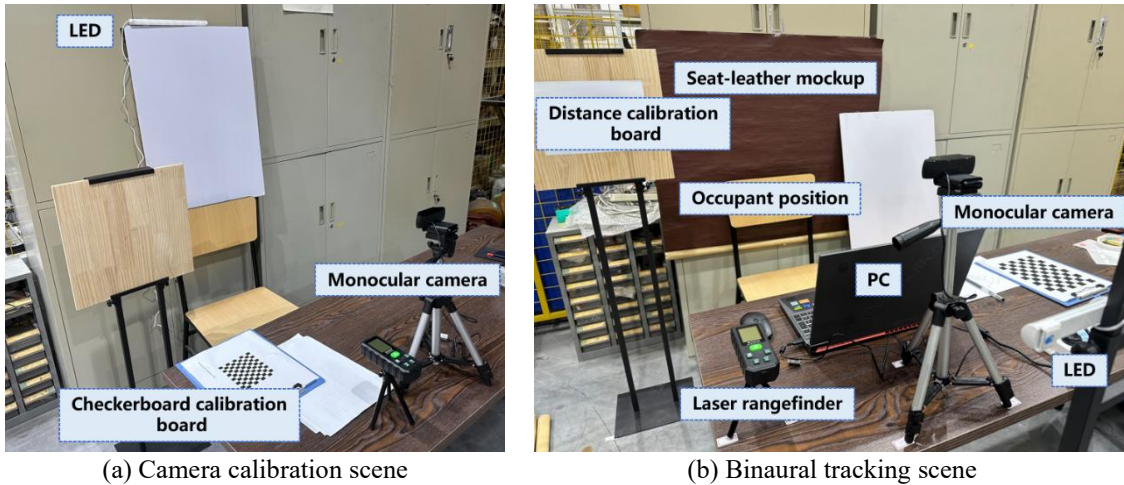 LED
Monocular camera
Checkerboard calibration
board
(a) Camera calibration scene
Seat-leather mockup
Distance calibration
board
Occupant position
Monocular camera
PC
LED
Laser rangefinder
(b) Binaural tracking scene